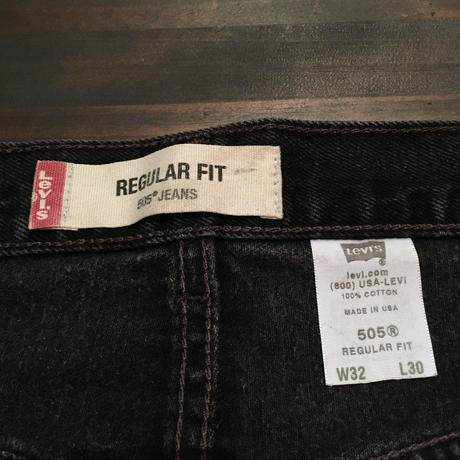 LEVI'S
REGULAR FIT
505® JEANS
Levi's
levi.com
(800) USA-LEVI
100% COTTON
MADE IN USA
505®
REGULAR FIT
W32 L30